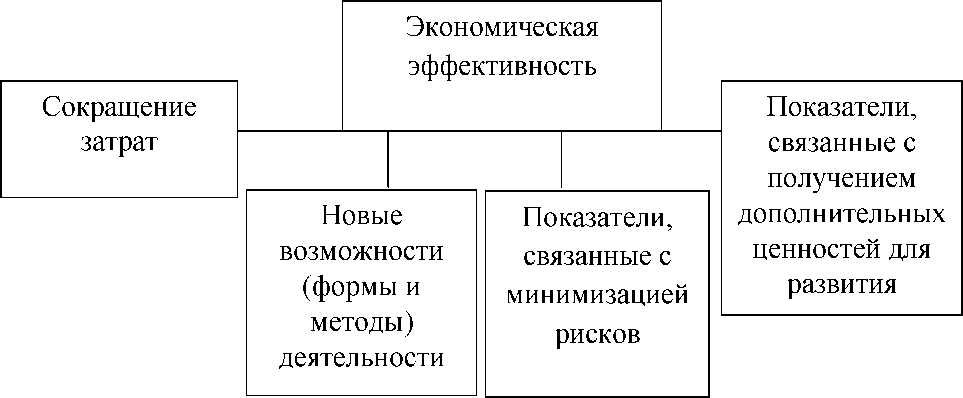 Экономическая
эффективность
Сокращение
затрат
Новые
возможности
(формы и
методы)
деятельности
Показатели,
связанные с
минимизацией
рисков
Показатели,
связанные с
получением
дополнительных
ценностей для
развития